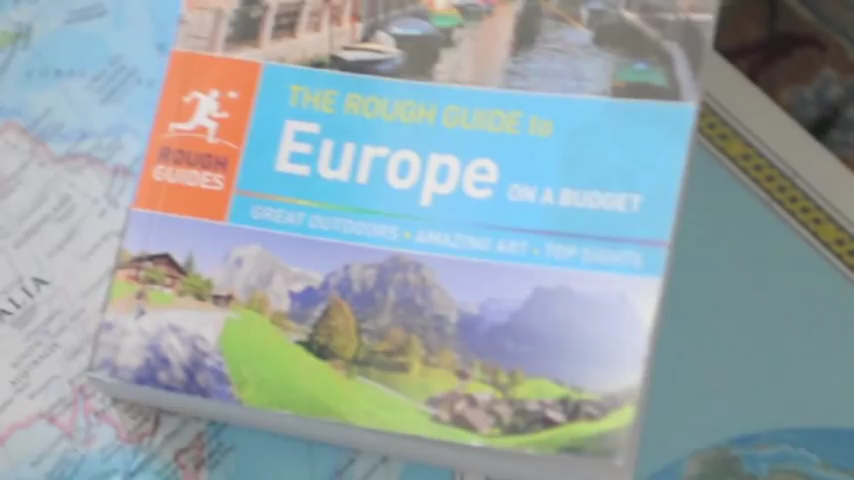 THE ROUGH GUIDE to
Europe ON A BUDGET
ROUGH
GUIDES
GREAT OUTDOORS • AMAZING ART • TOP SIGHTS